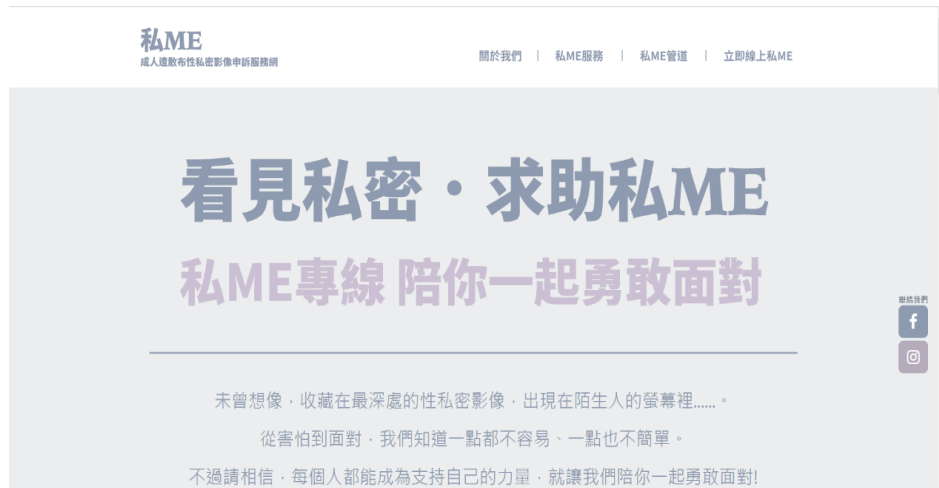 私ME
成人遭散布性私密影像申訴服務網
關於我們 | 私ME服務 | 私ME管道 | 立即線上私ME
看見私密・求助私ME
私ME專線 陪你一起勇敢面對
聯絡我們
未曾想像，收藏在最深處的性私密影像，出現在陌生人的螢幕裡......。
從害怕到面對，我們知道一點都不容易、一點也不簡單。
不過請相信，每個人都能成為支持自己的力量，就讓我們陪你一起勇敢面對!